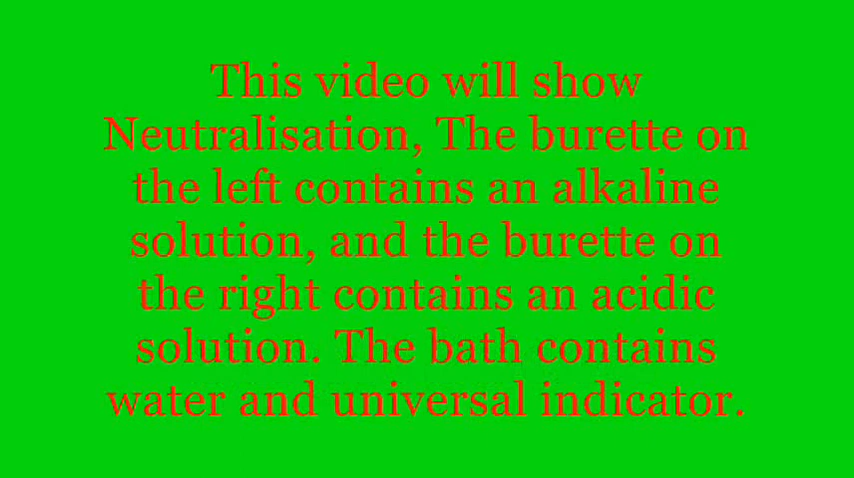 This video will show
Neutralisation, The burette on
the left contains an alkaline
solution, and the burette on
the right contains an acidic
solution. The bath contains
water and universal indicator.